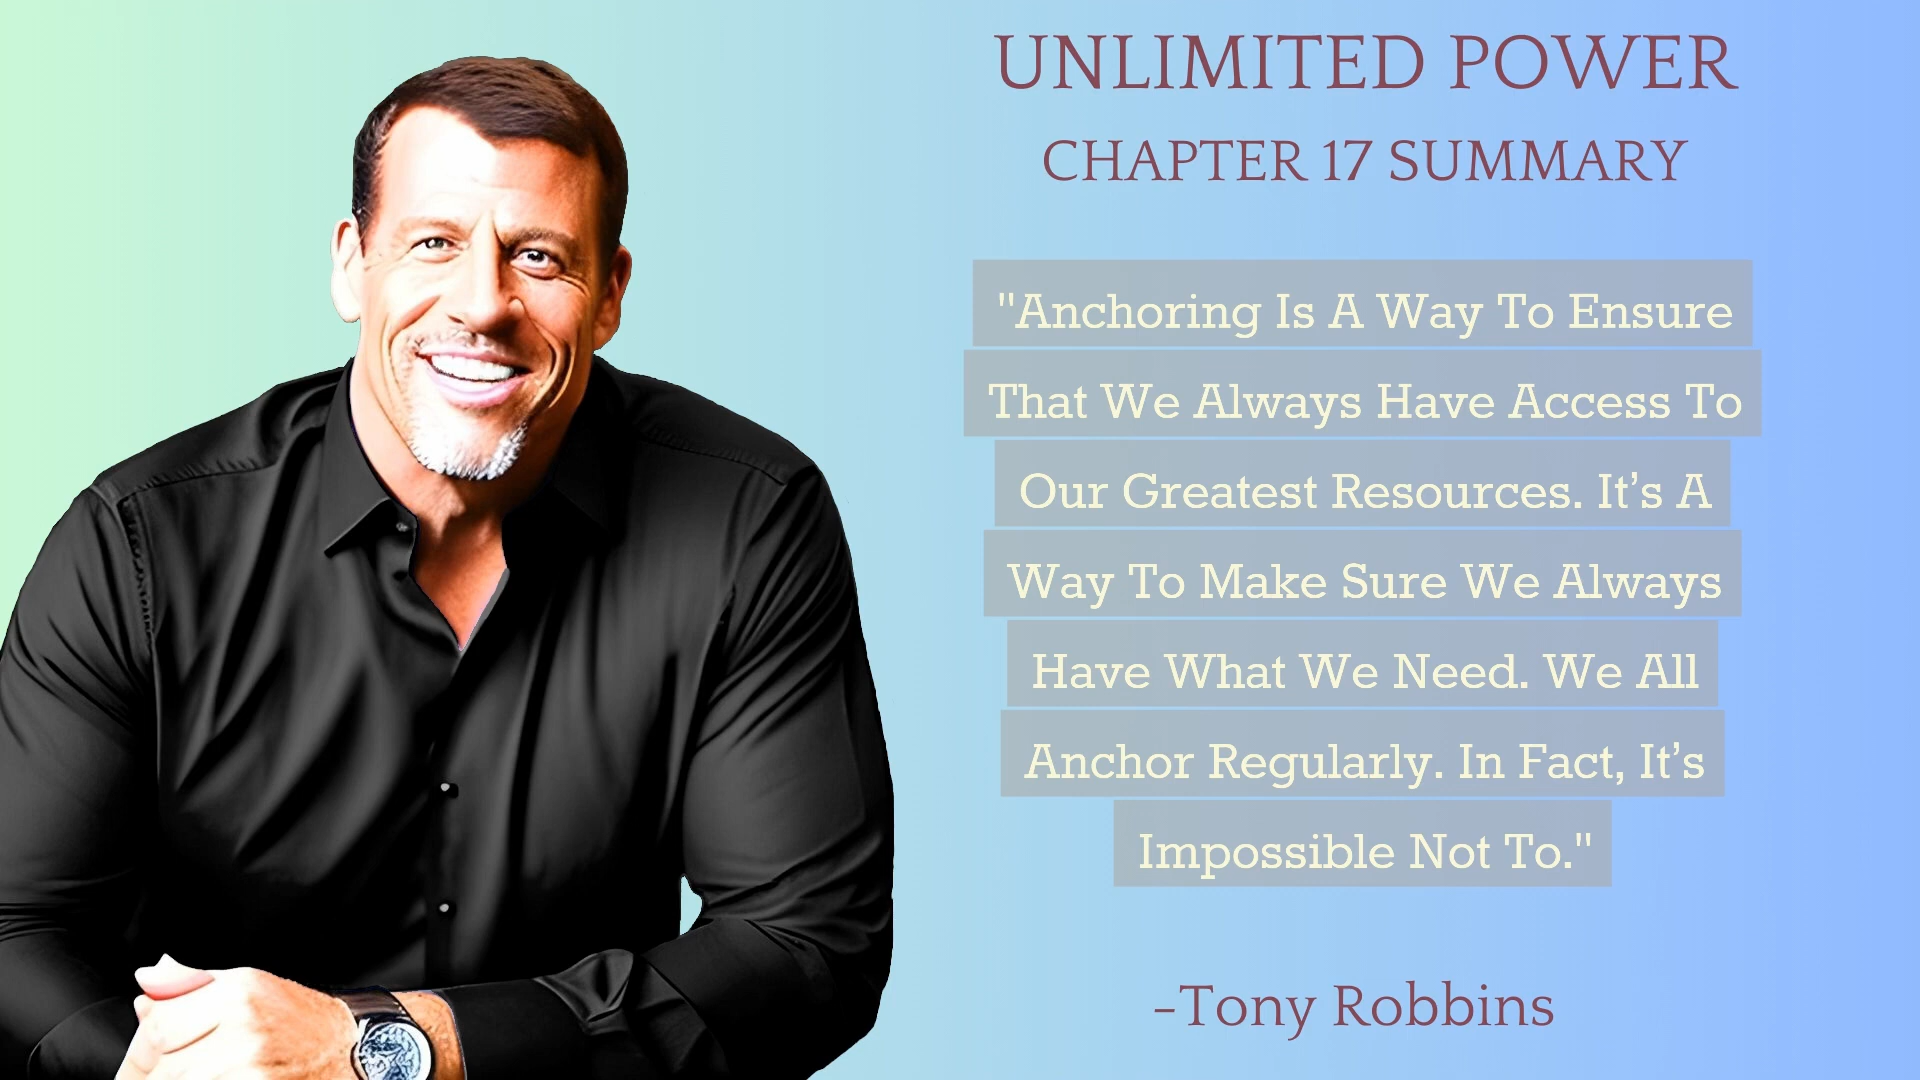 UNLIMITED POWER
CHAPTER 17 SUMMARY
"Anchoring Is A Way To Ensure
That We Always Have Access To
Our Greatest Resources. It’s A
Way To Make Sure We Always
Have What We Need. We All
Anchor Regularly. In Fact, It’s
Impossible Not To."
-Tony Robbins